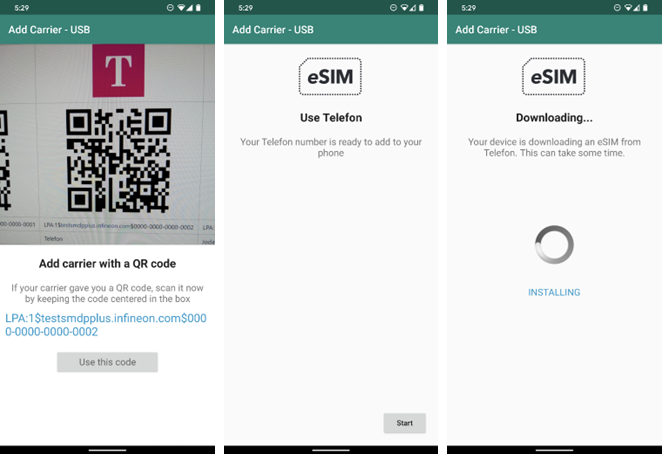 5:29
Add Carrier - USB
T
0000-0000-0001
LPA:1$testsmdpplus.infineon.com$0000-0000-0000-0002
LPA
Telefon
Add carrier with a QR code
If your carrier gave you a QR code, scan it now
by keeping the code centered in the box
LPA:1$testsmdpplus.infineon.com$000
0-0000-0000-0002
Use this code
5:29
Add Carrier - USB
eSIM
Use Telefon
Your Telefon number is ready to add to your
phone
Start
5:29
Add Carrier - USB
eSIM
Downloading...
Your device is downloading an eSIM from
Telefon. This can take some time.
INSTALLING